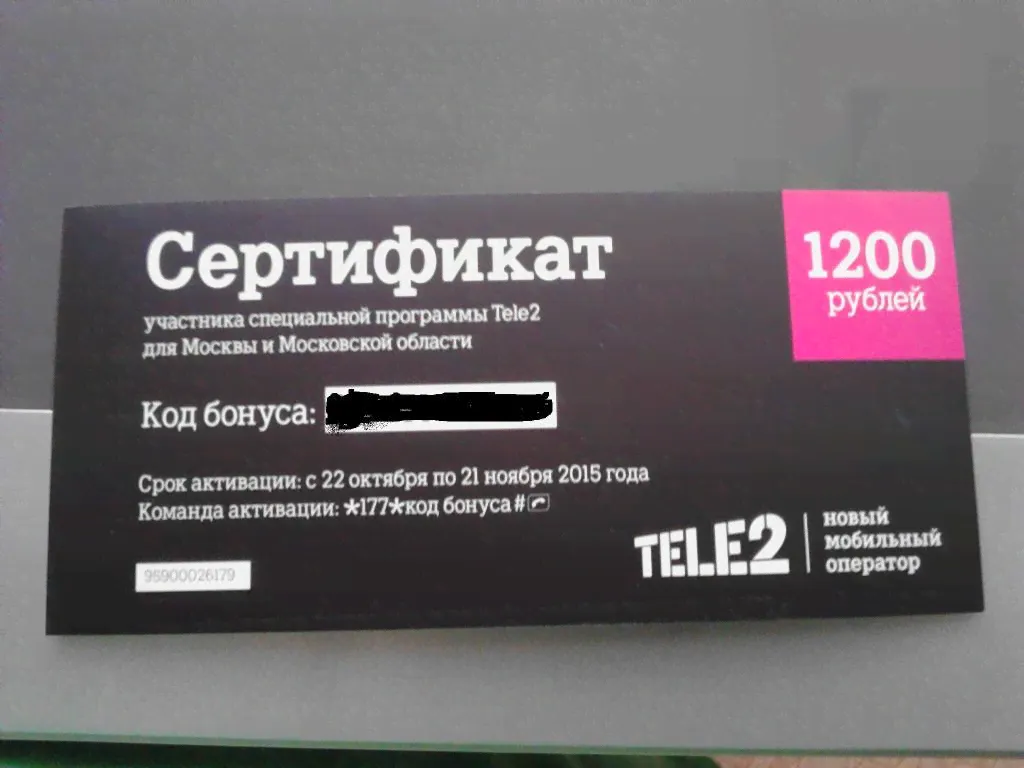 Сертификат
1200
рублей
участника специальной программы Tele2
для Москвы и Московской области
Код бонуса:
Срок активации: с 22 октября по 21 ноября 2015 года
Команда активации: *177*код бонуса#
95900026179
TELE2
новый
мобильный
оператор